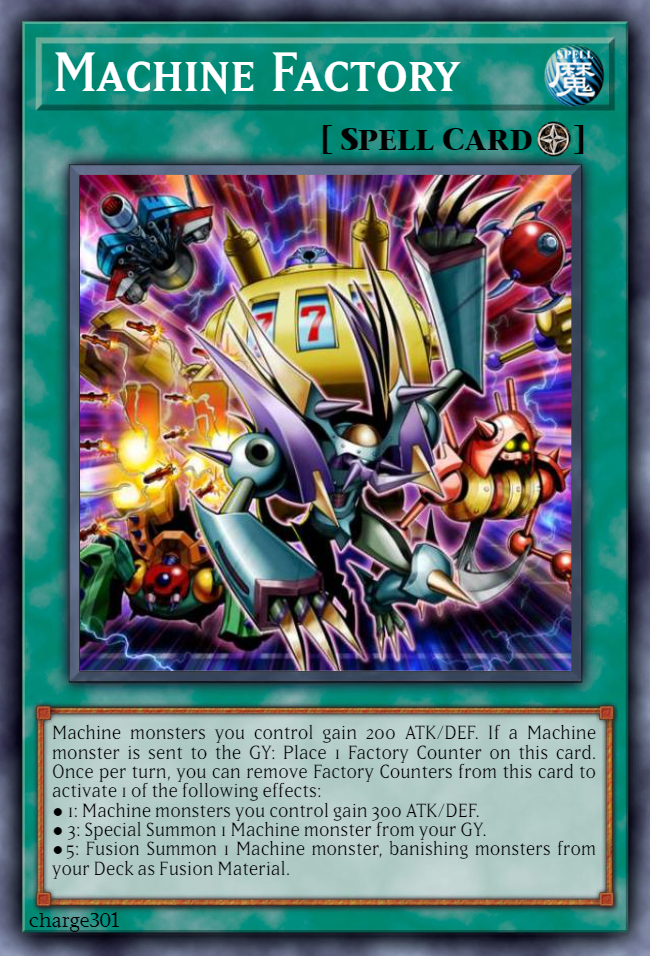 Machine Factory
SPELL
魔
[ Spell Card ]
7 7 7
Machine monsters you control gain 200 ATK/DEF. If a Machine
monster is sent to the GY: Place 1 Factory Counter on this card.
Once per turn, you can remove Factory Counters from this card to
activate 1 of the following effects:
● 1: Machine monsters you control gain 300 ATK/DEF.
● 3: Special Summon 1 Machine monster from your GY.
● 5: Fusion Summon 1 Machine monster, banishing monsters from
your Deck as Fusion Material.
charge301